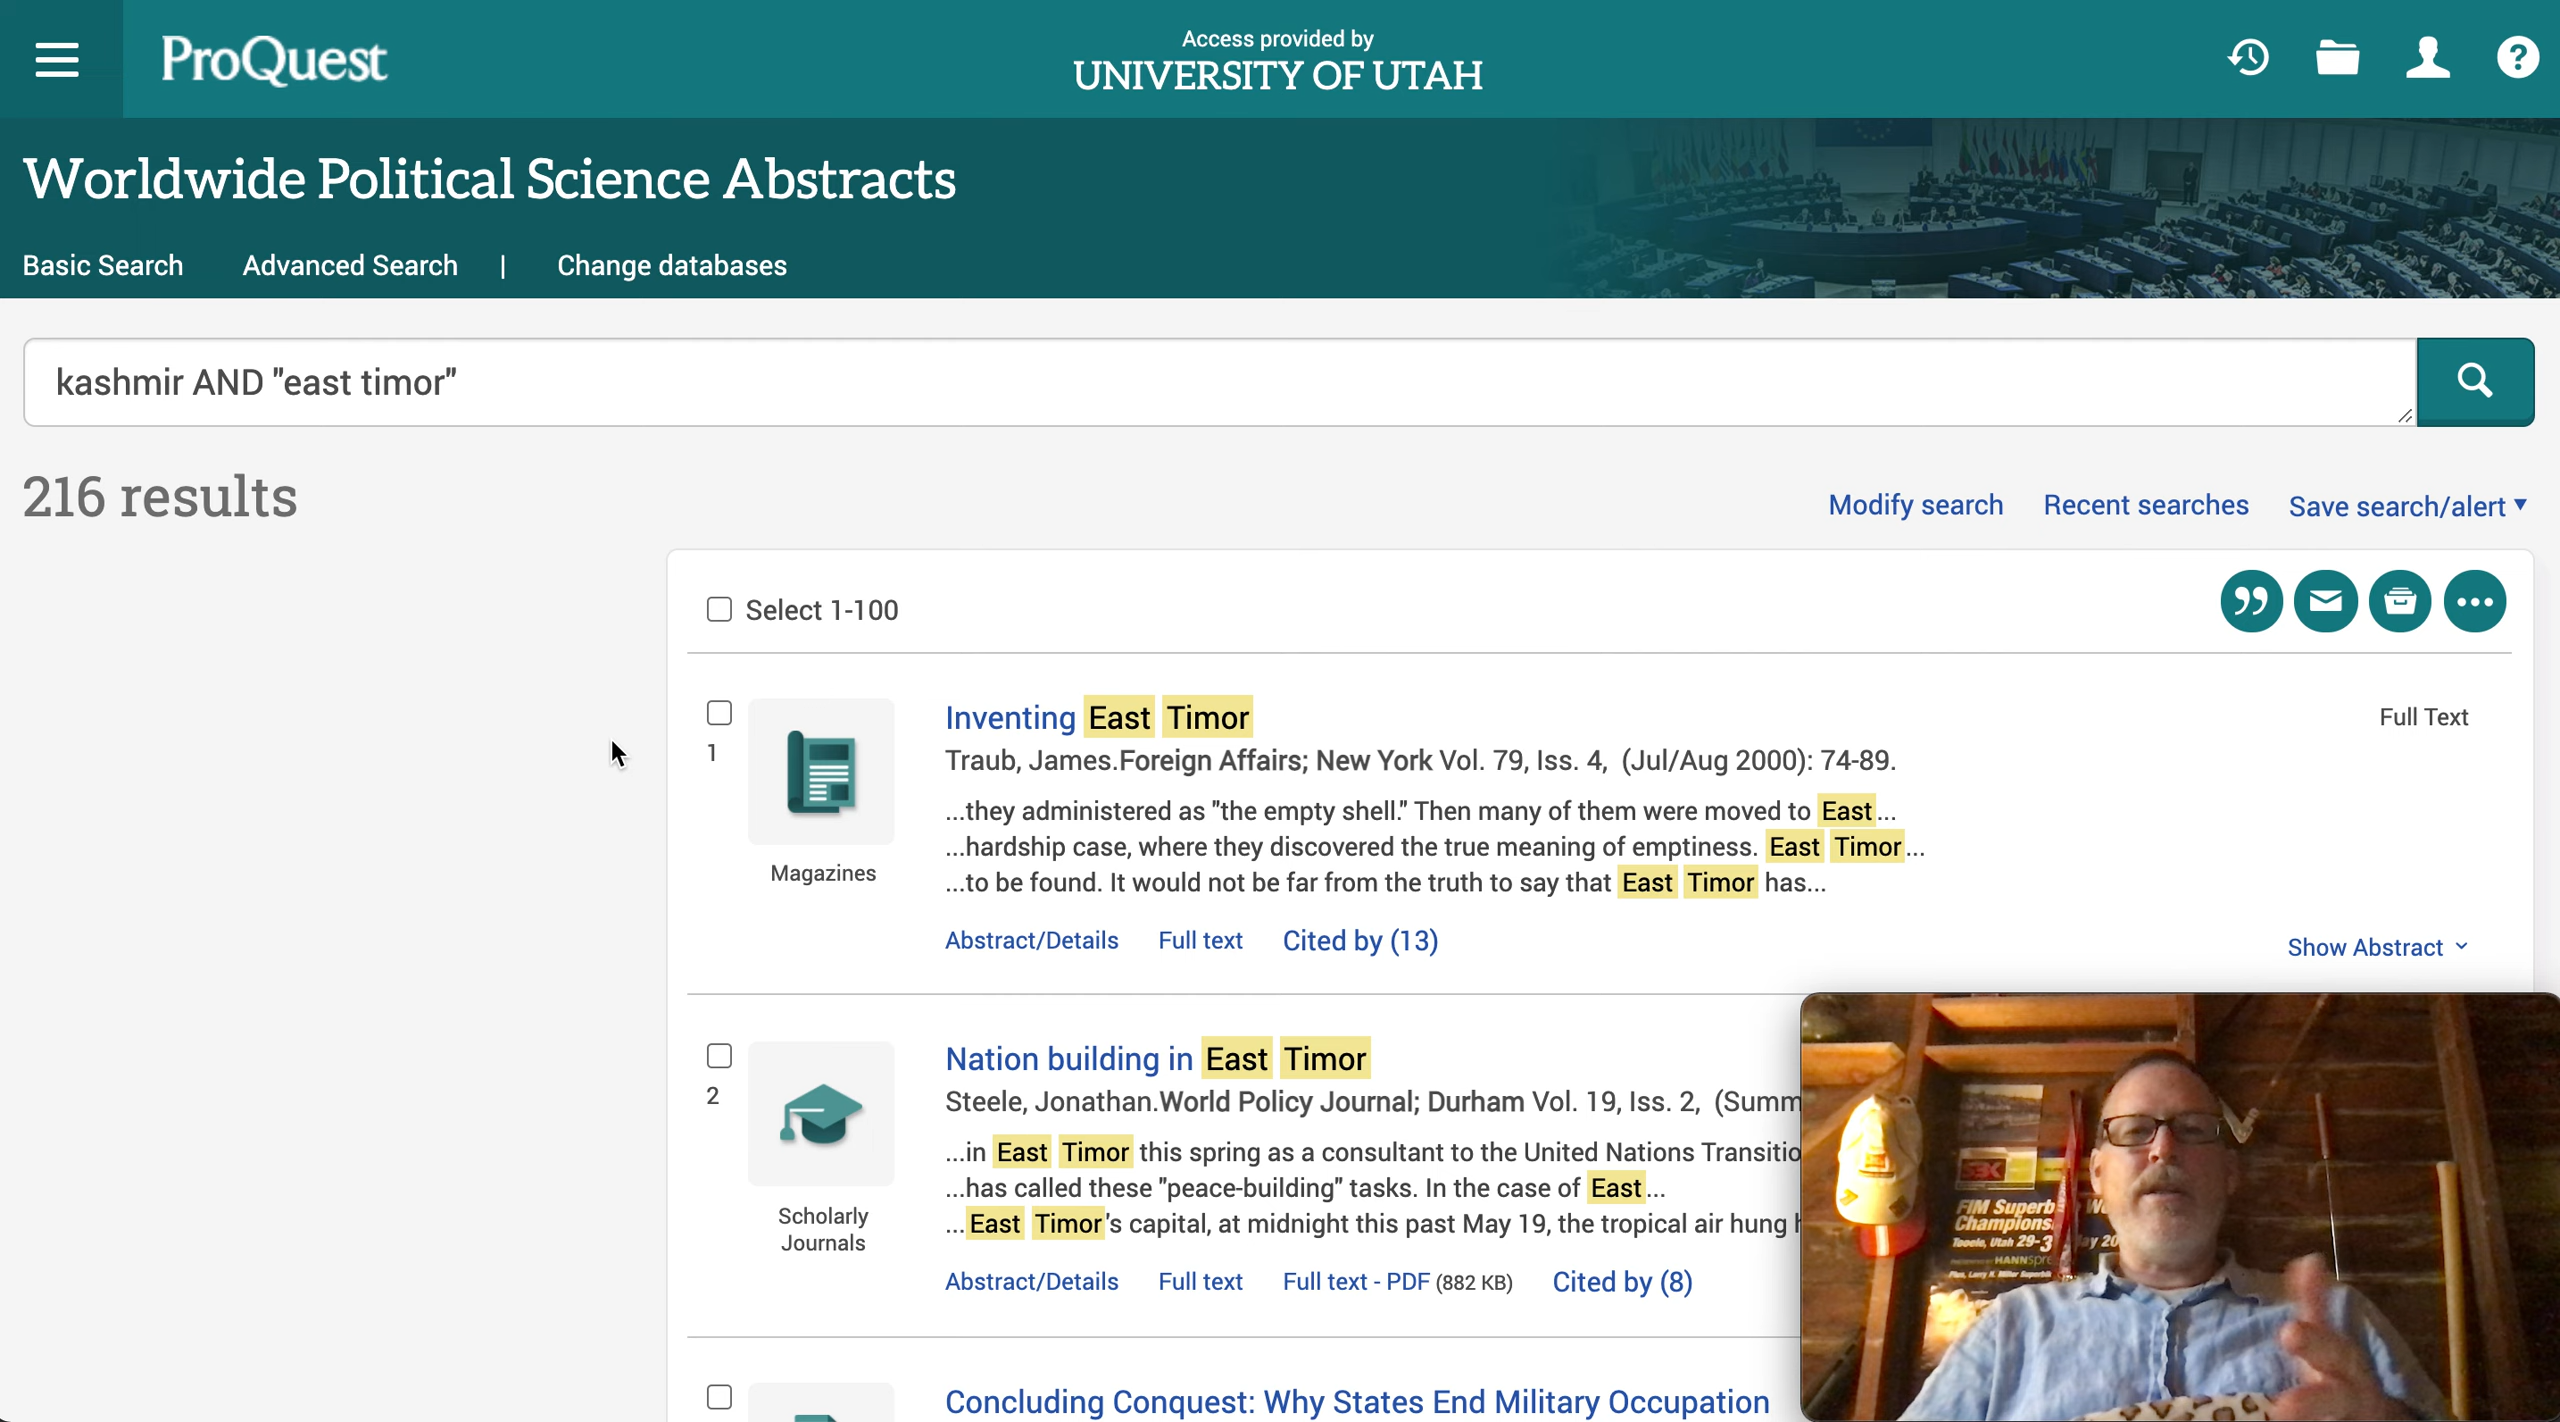 ProQuest
Access provided by
UNIVERSITY OF UTAH
?
Worldwide Political Science Abstracts
Basic Search Advanced Search | Change databases
kashmir AND "east timor"
216 results
Modify search Recent searches Save search/alert
Select 1-100
1
Magazines
Inventing East Timor
Full Text
Traub, James.Foreign Affairs; New York Vol. 79, Iss. 4, (Jul/Aug 2000): 74-89.
...they administered as "the empty shell." Then many of them were moved to East...
...hardship case, where they discovered the true meaning of emptiness. East Timor...
...to be found. It would not be far from the truth to say that East Timor has...
Abstract/Details Full text Cited by (13)
Show Abstract
2
Scholarly
Journals
Nation building in East Timor
Steele, Jonathan.World Policy Journal; Durham Vol. 19, Iss. 2, (Summ
...in East Timor this spring as a consultant to the United Nations Transitio
...has called these "peace-building" tasks. In the case of East...
...East Timor's capital, at midnight this past May 19, the tropical air hung
Abstract/Details Full text Full text - PDF (882 KB) Cited by (8)
Concluding Conquest: Why States End Military Occupation
FIM Superb
Champions
Tooele, Utah 29-3